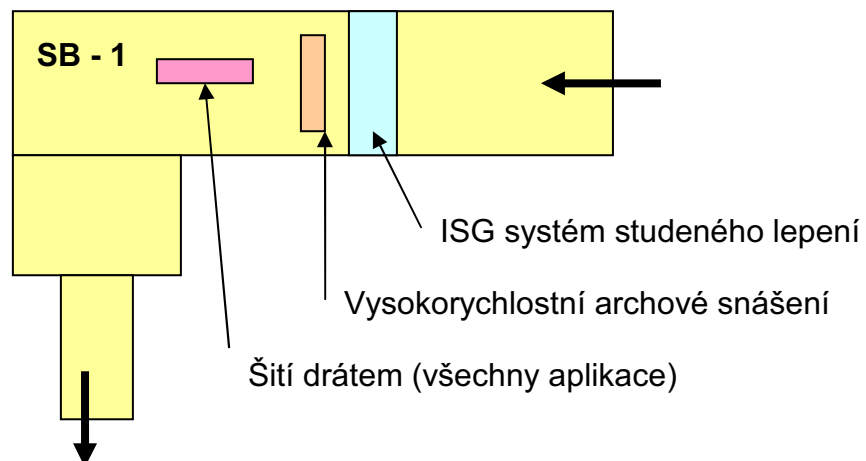 SB - 1
ISG systém studeného lepení
Vysokorychlostní archové snášení
Šití drátem (všechny aplikace)